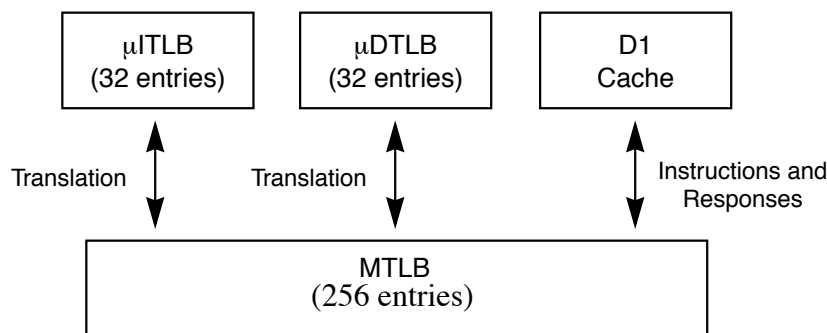 μITLB
(32 entries)
μDTLB
(32 entries)
D1
Cache
Translation
Translation
Instructions and
Responses
MTLB
(256 entries)